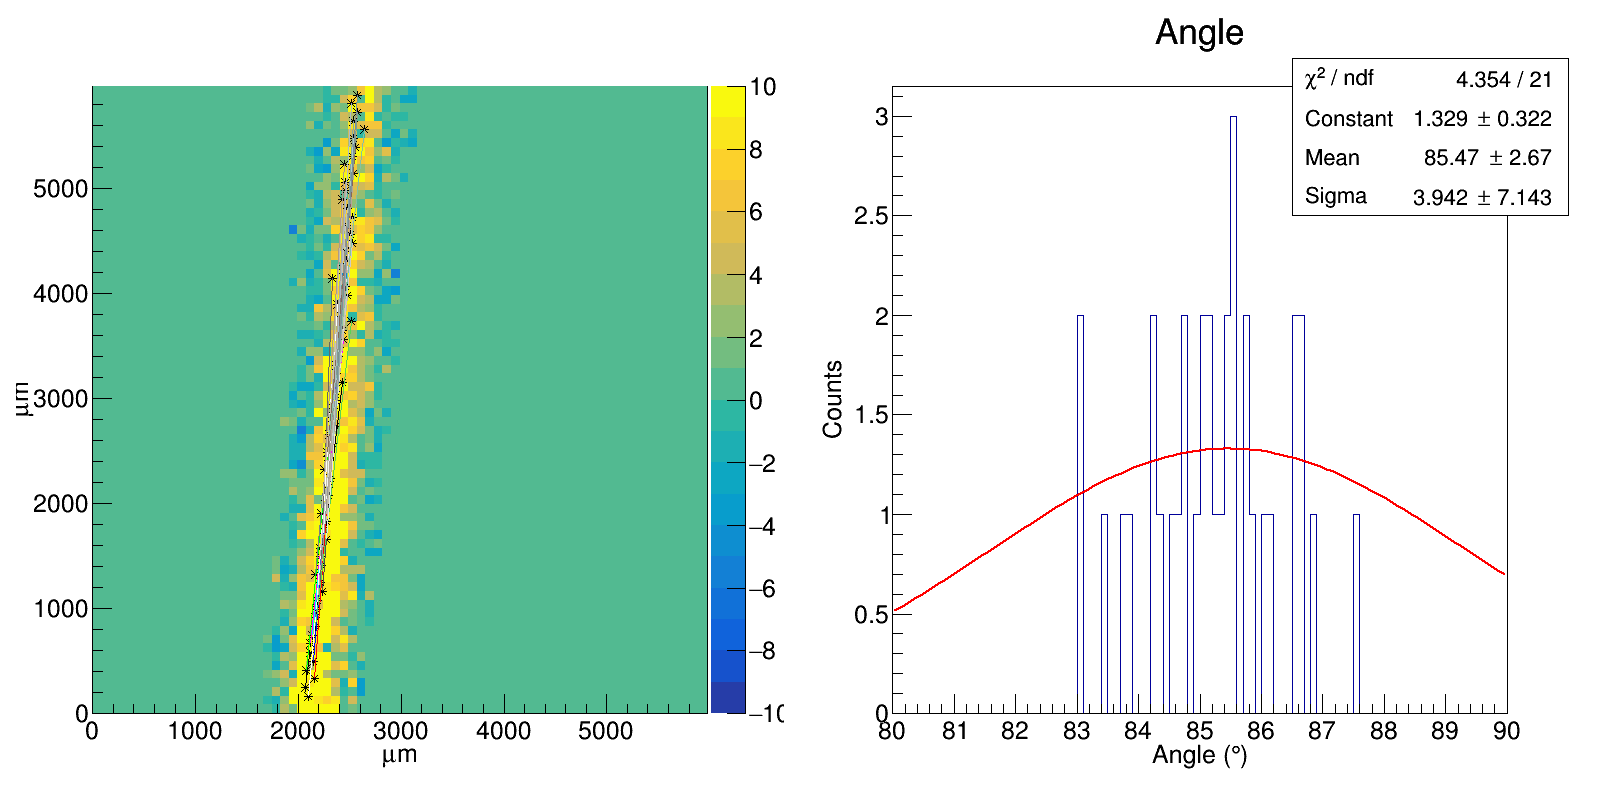 Angle
χ² / ndf 4.354 / 21
Constant 1.329 ± 0.322
Mean 85.47 ± 2.67
Sigma 3.942 ± 7.143
10
8
6
4
2
0
−2
−4
−6
−8
−10
5000
4000
3000
2000
1000
0
μm
0 1000 2000 3000 4000 5000
μm
3
2.5
2
1.5
1
0.5
0
Counts
80 81 82 83 84 85 86 87 88 89 90
Angle (°)